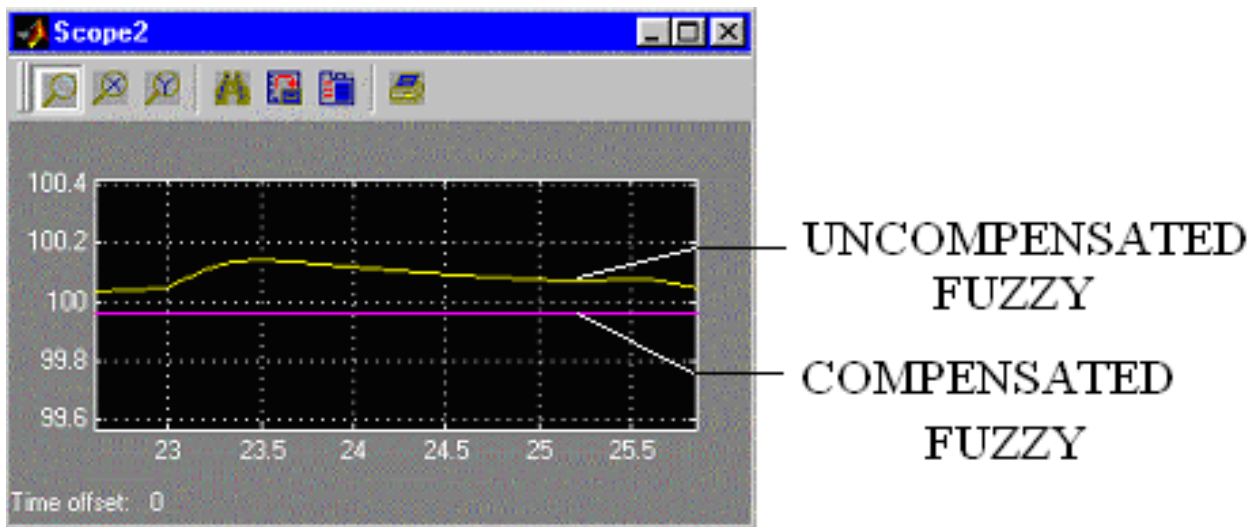 Scope2
100.4
100.2
100
99.8
99.6
23 23.5 24 24.5 25 25.5
Time offset: 0
UNCOMPENSATED
FUZZY
COMPENSATED
FUZZY